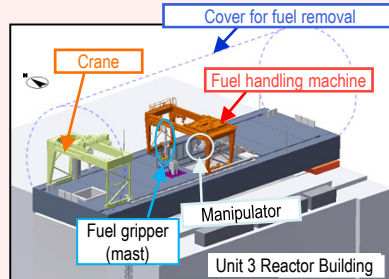 Cover for fuel removal
Crane
N
Fuel handling machine
Manipulator
Fuel gripper
(mast)
Unit 3 Reactor Building